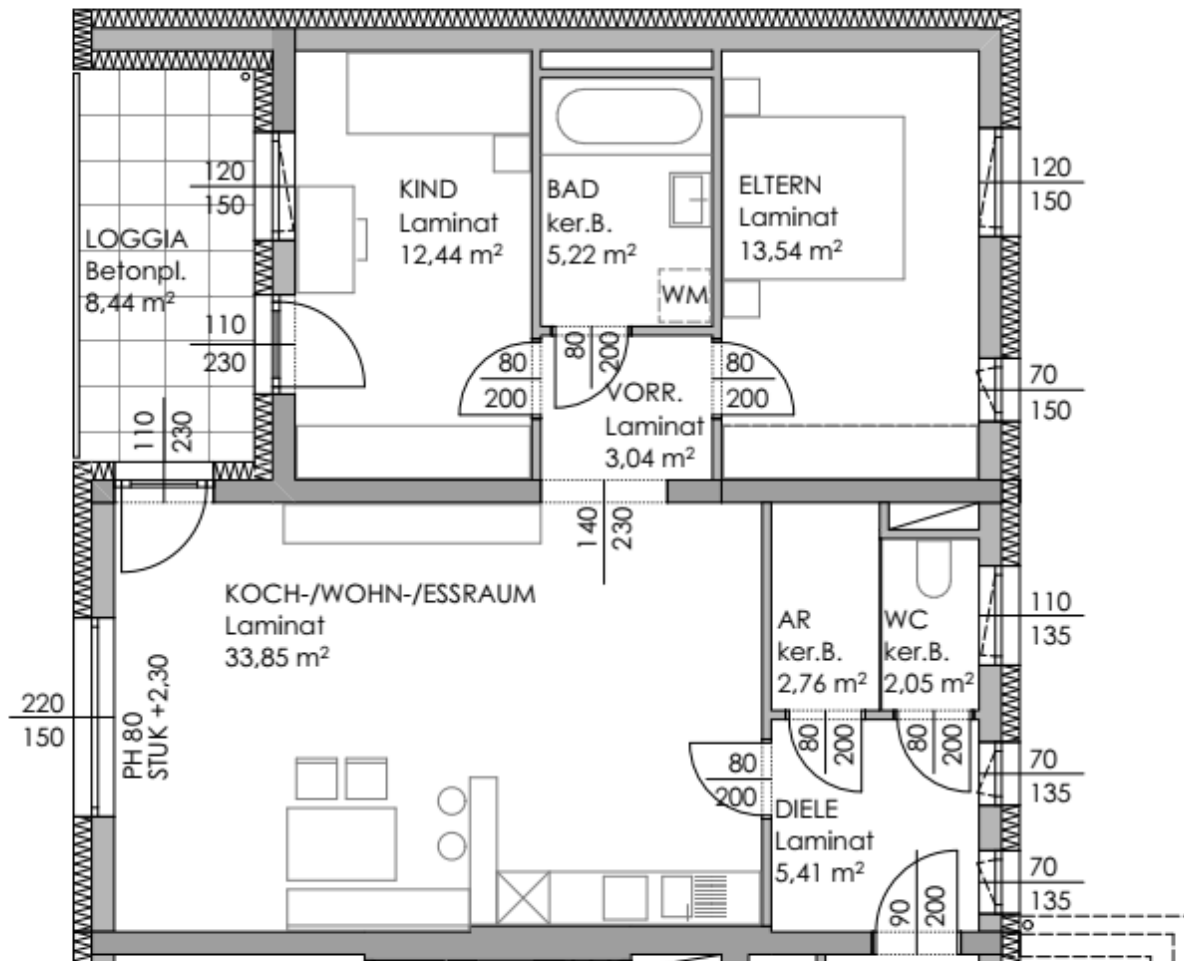 LOGGIA
Betonpl.
8,44 m²
120
150
110
230
110
230
KIND
Laminat
12,44 m²
80
200
BAD
ker.B.
5,22 m²
WM
80
200
ELTERN
Laminat
13,54 m²
80
200
120
150
70
150
VORR.
Laminat
3,04 m²
140
230
KOCH-/WOHN-/ESSRAUM
Laminat
33,85 m²
220
150
PH 80
STUK +2,30
80
200
AR
ker.B.
2,76 m²
80
200
WC
ker.B.
2,05 m²
80
200
110
135
70
135
DIELE
Laminat
5,41 m²
90
200
70
135